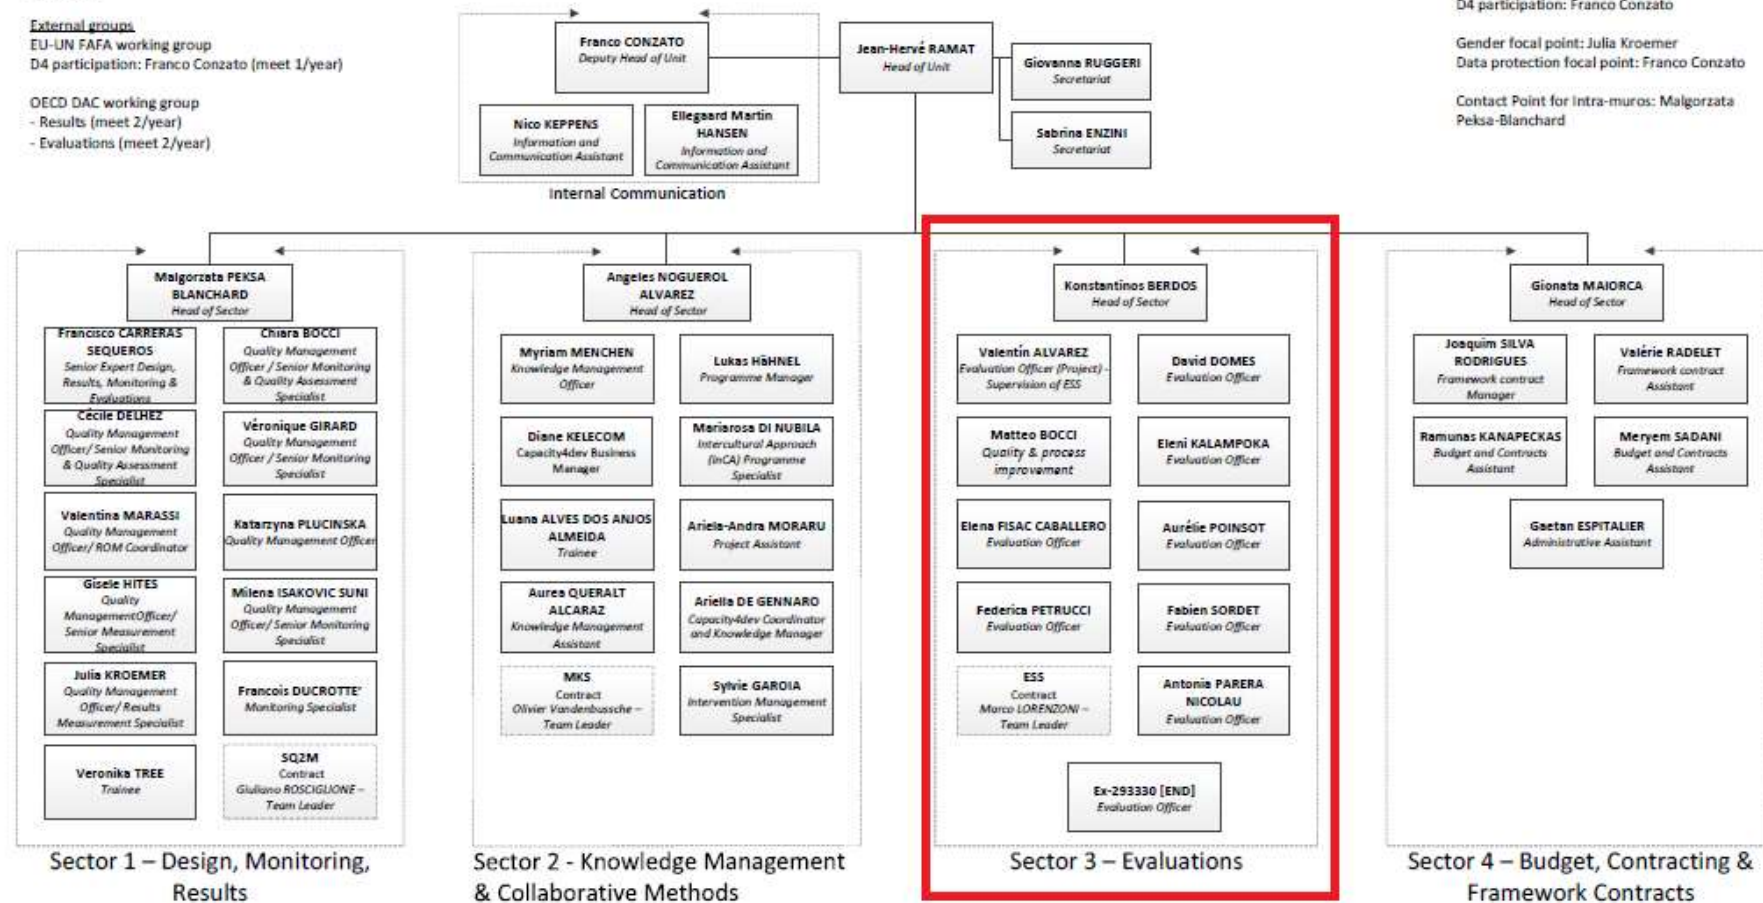 External groups
EU-UN FAFA working group
D4 participation: Franco Conzato (meet 1/year)
OECD DAC working group
- Results (meet 2/year)
- Evaluations (meet 2/year)
D4 participation: Franco Conzato
Gender focal point: Julia Kroemer
Data protection focal point: Franco Conzato
Contact Point for Intra-muros: Malgorzata
Peksa-Blanchard
Franco CONZATO
Deputy Head of Unit
Jean-Hervé RAMAT
Head of Unit
Giovanna RUGGERI
Secretariat
Sabrina ENZINI
Secretariat
Nico KEPPENS
Information and
Communication Assistant
Ellegaard Martin
HANSEN
Information and
Communication Assistant
Internal Communication
Malgorzata PEKSA
BLANCHARD
Head of Sector
Francisco CARRERAS
SEQUEROS
Senior Expert Design,
Results, Monitoring &
Evaluations
Chiara BOCCI
Quality Management
Officer / Senior Monitoring
& Quality Assessment
Specialist
Cécile DELHEZ
Quality Management
Officer/ Senior Monitoring
& Quality Assessment
Specialist
Véronique GIRARD
Quality Management
Officer / Senior Monitoring
Specialist
Valentina MARASSI
Quality Management
Officer/ ROM Coordinator
Katarzyna PLUCINSKA
Quality Management Officer
Gisele HITES
Quality
ManagementOfficer/
Senior Measurement
Specialist
Milena ISAKOVIC SUNI
Quality Management
Officer/ Senior Monitoring
Specialist
Julia KROEMER
Quality Management
Officer/ Results
Measurement Specialist
Francois DUCROTTE'
Monitoring Specialist
Veronika TREE
Trainee
SQ2M
Contract
Giuliano ROSCIGLIONE –
Team Leader
Sector 1 – Design, Monitoring,
Results
Angeles NOGUEROL
ALVAREZ
Head of Sector
Myriam MENCHEN
Knowledge Management
Officer
Lukas HäHNEL
Programme Manager
Diane KELECOM
Capacity4dev Business
Manager
Mariarosa DI NUBILA
Intercultural Approach
(InCA) Programme
Specialist
Luana ALVES DOS ANJOS
ALMEIDA
Trainee
Ariela-Andra MORARU
Project Assistant
Aurea QUERALT
ALCARAZ
Knowledge Management
Assistant
Ariella DE GENNARO
Capacity4dev Coordinator
and Knowledge Manager
MKS
Contract
Olivier Vandenbussche –
Team Leader
Sylvie GAROIA
Intervention Management
Specialist
Sector 2 - Knowledge Management
& Collaborative Methods
Konstantinos BERDOS
Head of Sector
Valentín ALVAREZ
Evaluation Officer (Project) -
Supervision of ESS
David DOMES
Evaluation Officer
Matteo BOCCI
Quality & process
improvement
Eleni KALAMPOKA
Evaluation Officer
Elena FISAC CABALLERO
Evaluation Officer
Aurélie POINSOT
Evaluation Officer
Federica PETRUCCI
Evaluation Officer
Fabien SORDET
Evaluation Officer
ESS
Contract
Marco LORENZONI –
Team Leader
Antonia PARERA
NICOLAU
Evaluation Officer
Ex-293330 [END]
Evaluation Officer
Sector 3 – Evaluations
Gionata MAIORCA
Head of Sector
Joaquim SILVA
RODRIGUES
Framework contract
Manager
Valérie RADELET
Framework contract
Assistant
Ramunas KANAPECKAS
Budget and Contracts
Assistant
Meryem SADANI
Budget and Contracts
Assistant
Gaetan ESPITALIER
Administrative Assistant
Sector 4 – Budget, Contracting &
Framework Contracts